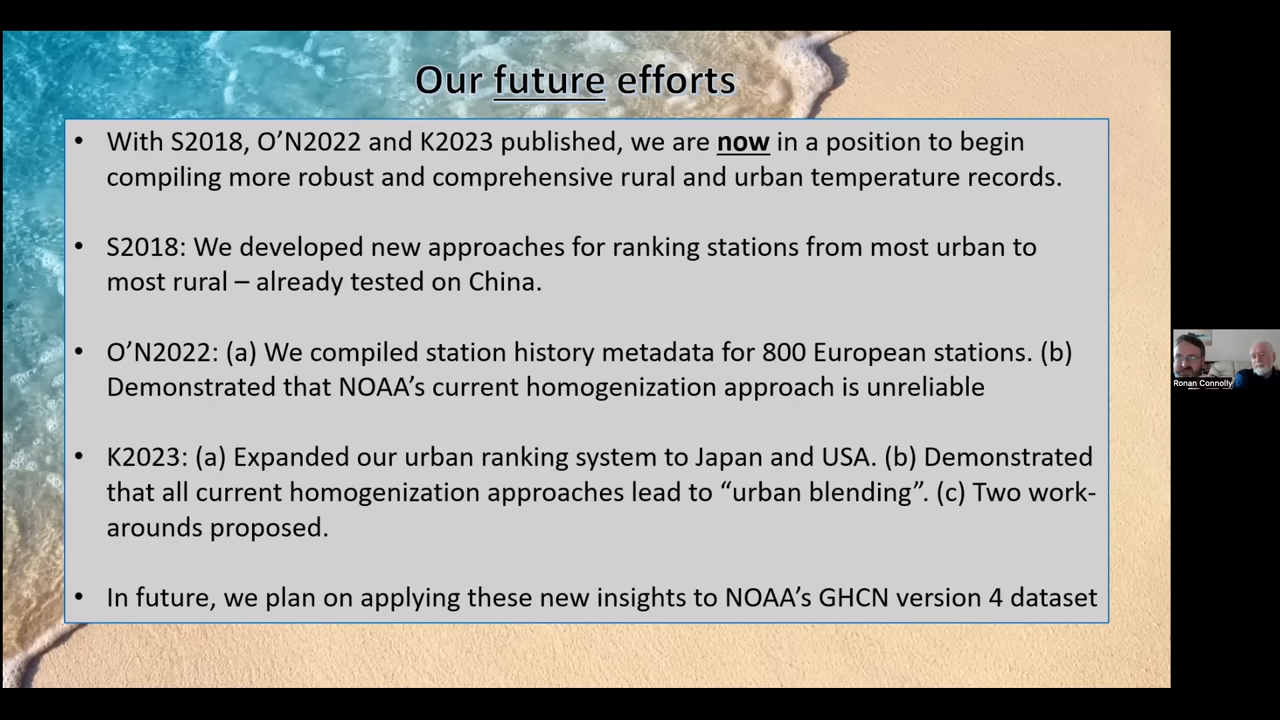 Our future efforts
• With S2018, O’N2022 and K2023 published, we are now in a position to begin
compiling more robust and comprehensive rural and urban temperature records.
• S2018: We developed new approaches for ranking stations from most urban to
most rural – already tested on China.
• O’N2022: (a) We compiled station history metadata for 800 European stations. (b)
Demonstrated that NOAA’s current homogenization approach is unreliable
• K2023: (a) Expanded our urban ranking system to Japan and USA. (b) Demonstrated
that all current homogenization approaches lead to “urban blending”. (c) Two work-
arounds proposed.
• In future, we plan on applying these new insights to NOAA’s GHCN version 4 dataset
Ronan Connolly